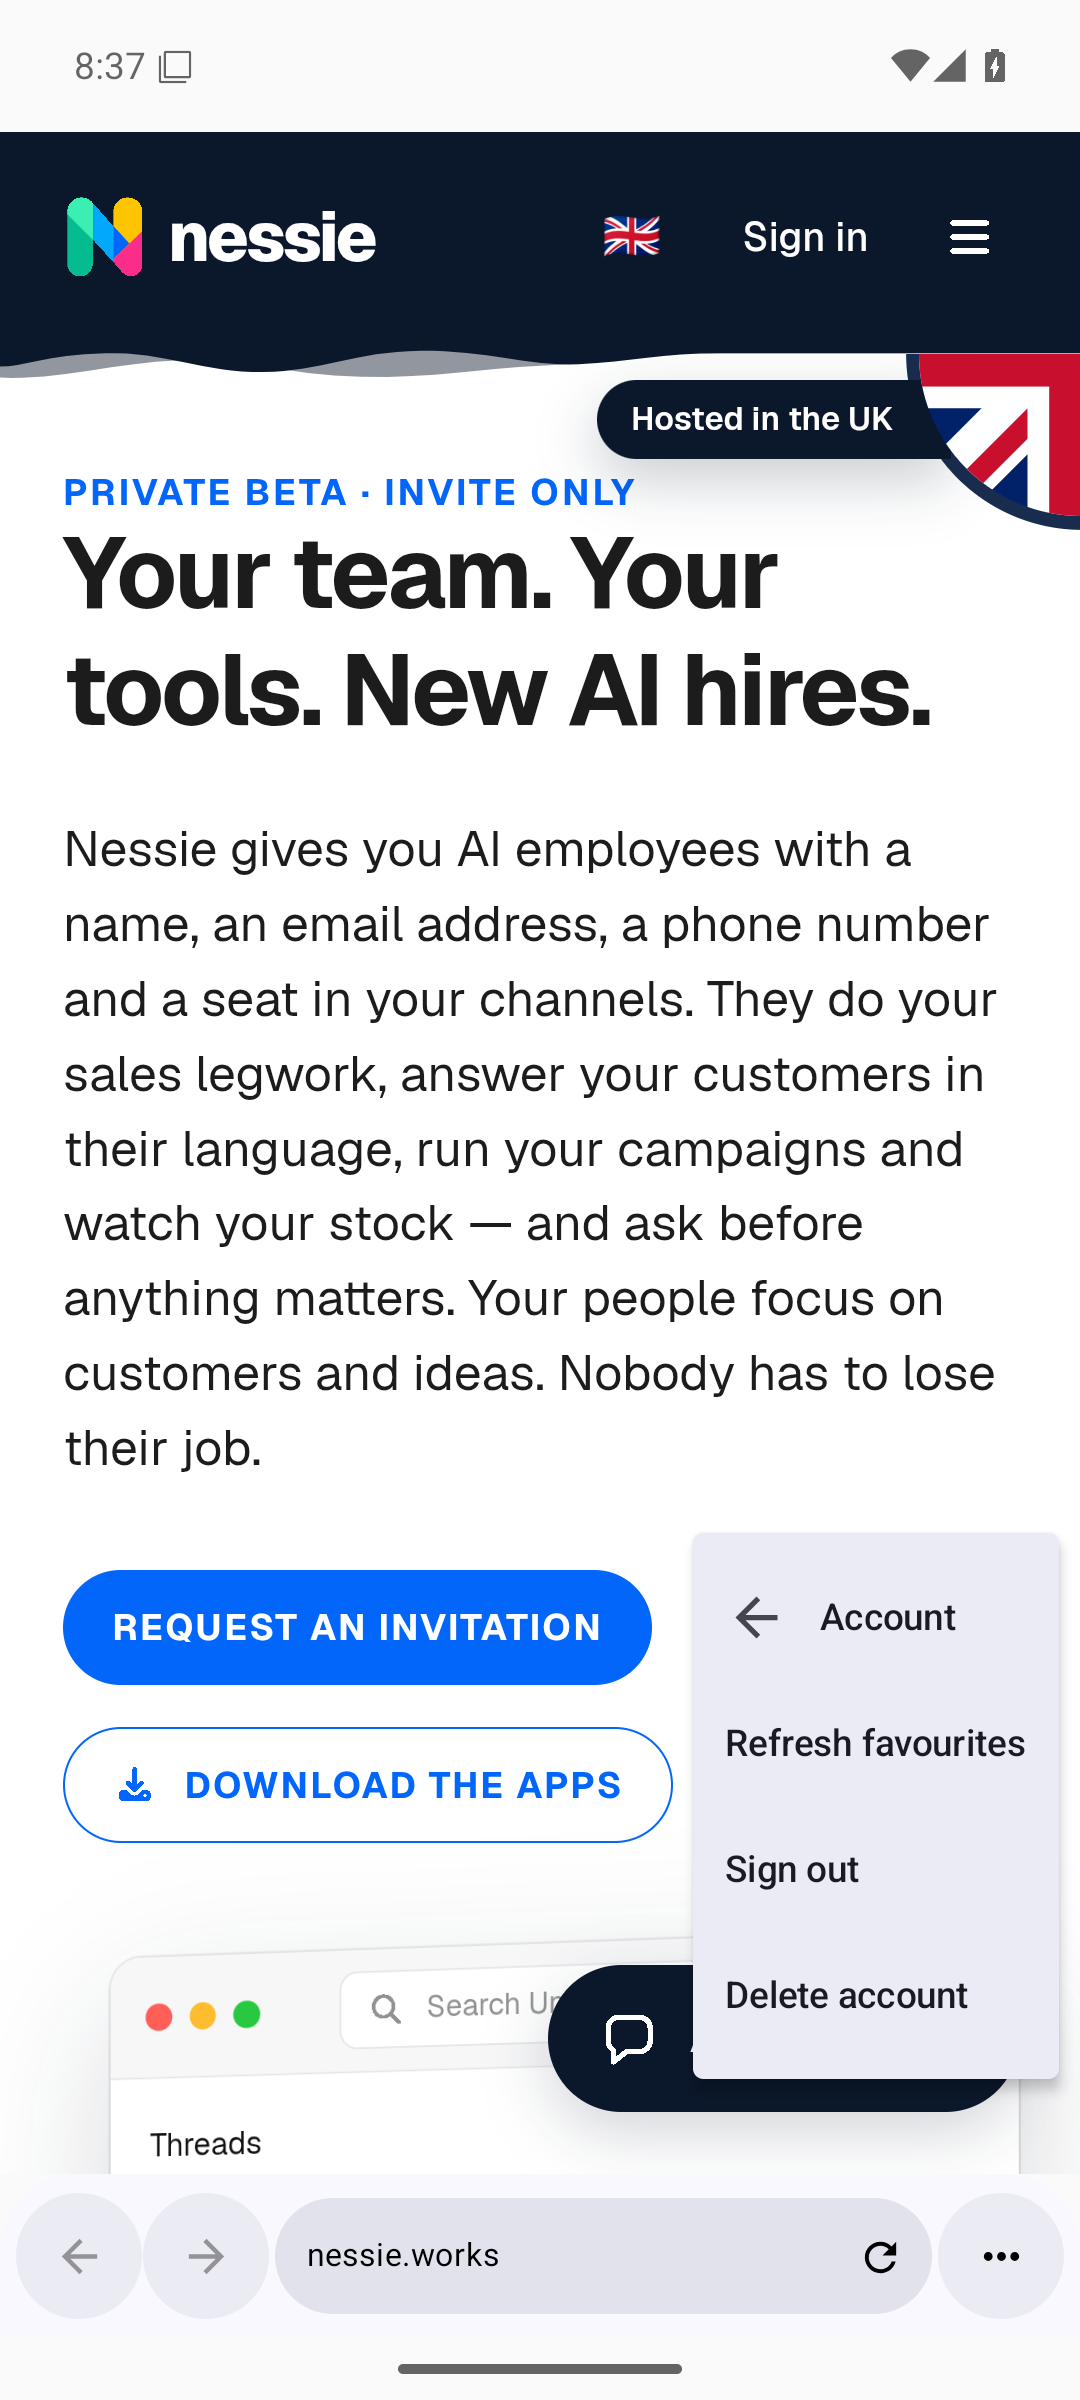 8:37
nessie
Sign in
Hosted in the UK
PRIVATE BETA · INVITE ONLY
Your team. Your
tools. New AI hires.
Nessie gives you AI employees with a
name, an email address, a phone number
and a seat in your channels. They do your
sales legwork, answer your customers in
their language, run your campaigns and
watch your stock — and ask before
anything matters. Your people focus on
customers and ideas. Nobody has to lose
their job.
REQUEST AN INVITATION
DOWNLOAD THE APPS
Account
Refresh favourites
Sign out
Delete account
Search
Threads
nessie.works